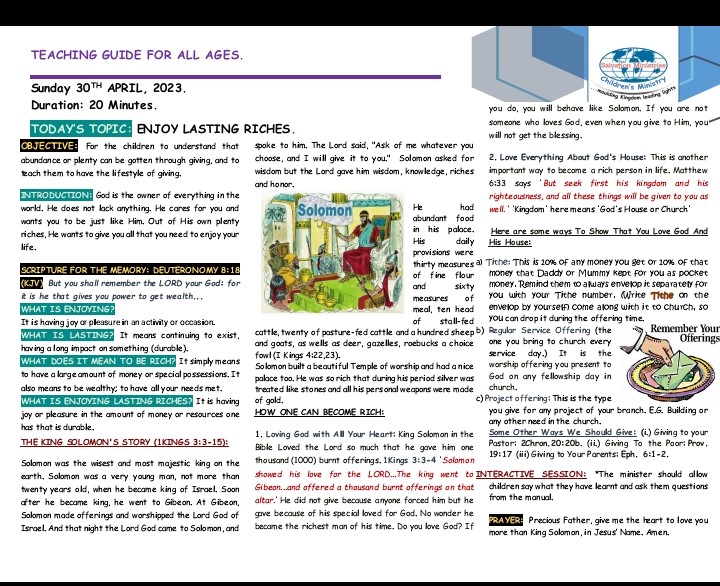 TEACHING GUIDE FOR ALL AGES.
Sunday 30TH APRIL, 2023.
Duration: 20 Minutes.
TODAY'S TOPIC: ENJOY LASTING RICHES.
OBJECTIVE: For the children to understand that
abundance or plenty can be gotten through giving, and to
teach them to have the lifestyle of giving.
INTRODUCTION: God is the owner of everything in the
world. He does not lack anything. He cares for you and
wants you to be just like Him. Out of His own plenty
riches, He wants to give you all that you need to enjoy your
life.
SCRIPTURE FOR THE MEMORY: DEUTERONOMY 8:18
(KJV) But you shall remember the LORD your God: for
it is he that gives you power to get wealth...
WHAT IS ENJOYING?
It is having joy or pleasure in an activity or occasion.
WHAT IS LASTING? It means continuing to exist,
having a long impact on something (durable).
WHAT DOES IT MEAN TO BE RICH? It simply means
to have a large amount of money or special possessions. It
also means to be wealthy; to have all your needs met.
WHAT IS ENJOYING LASTING RICHES? It is having
joy or pleasure in the amount of money or resources one
has that is durable.
THE KING SOLOMON'S STORY (1KINGS 3:3-15):
Solomon was the wisest and most majestic king on the
earth. Solomon was a very young man, not more than
twenty years old, when he became king of Israel. Soon
after he became king, he went to Gibeon. At Gibeon,
Solomon made offerings and worshipped the Lord God of
Israel. And that night the Lord God came to Solomon, and
spoke to him. The Lord said, "Ask of me whatever you
choose, and I will give it to you." Solomon asked for
wisdom but the Lord gave him wisdom, knowledge, riches
and honor.
Solomon
He had
abundant food
in his palace.
His daily
provisions were
thirty measures
of fine flour
and sixty
measures of
meal, ten head
of stall-fed
cattle, twenty of pasture-fed cattle and a hundred sheep
and goats, as wells as deer, gazelles, roebucks a choice
fowl (I Kings 4:22,23).
Solomon built a beautiful Temple of worship and had a nice
palace too. He was so rich that during his period silver was
treated like stones and all his personal weapons were made
of gold.
HOW ONE CAN BECOME RICH:
1. Loving God with All Your Heart: King Solomon in the
Bible Loved the Lord so much that he gave him one
thousand (1000) burnt offerings. 1Kings 3:3-4 'Solomon
showed his love for the LORD...The king went to
Gibeon...and offered a thousand burnt offerings on that
altar.' He did not give because anyone forced him but he
gave because of his special loved for God. No wonder he
became the richest man of his time. Do you love God? If
Salvation Ministries
Children's Ministry
...moulding Kingdom leading lights
you do, you will behave like Solomon. If you are not
someone who loves God, even when you give to Him, you
will not get the blessing.
2. Love Everything About God's House: This is another
important way to become a rich person in life. Matthew
6:33 says 'But seek first his kingdom and his
righteousness, and all these things will be given to you as
well.' 'Kingdom' here means 'God's House or Church'
Here are some ways To Show That You Love God And
His House:
a) Tithe: This is 10% of any money you get or 10% of that
money that Daddy or Mummy kept for you as pocket
money. Remind them to always envelop it separately for
you with your Tithe number. (Write Tithe on the
envelop by yourself) come along with it to church, so
you can drop it during the offering time.
b) Regular Service Offering (the
one you bring to church every
service day.) It is the
worship offering you present to
God on any fellowship day in
church.
Remember Your
Offerings
c) Project offering: This is the type
you give for any project of your branch. E.G. Building or
any other need in the church.
Some Other Ways We Should Give: (i.) Giving to your
Pastor: 2Chron.20:20b. (ii.) Giving To the Poor: Prov.
19:17 (iii) Giving to Your Parents: Eph. 6:1-2.
INTERACTIVE SESSION: *The minister should allow
children say what they have learnt and ask them questions
from the manual.
PRAYER: Precious Father, give me the heart to love you
more than King Solomon, in Jesus' Name. Amen.